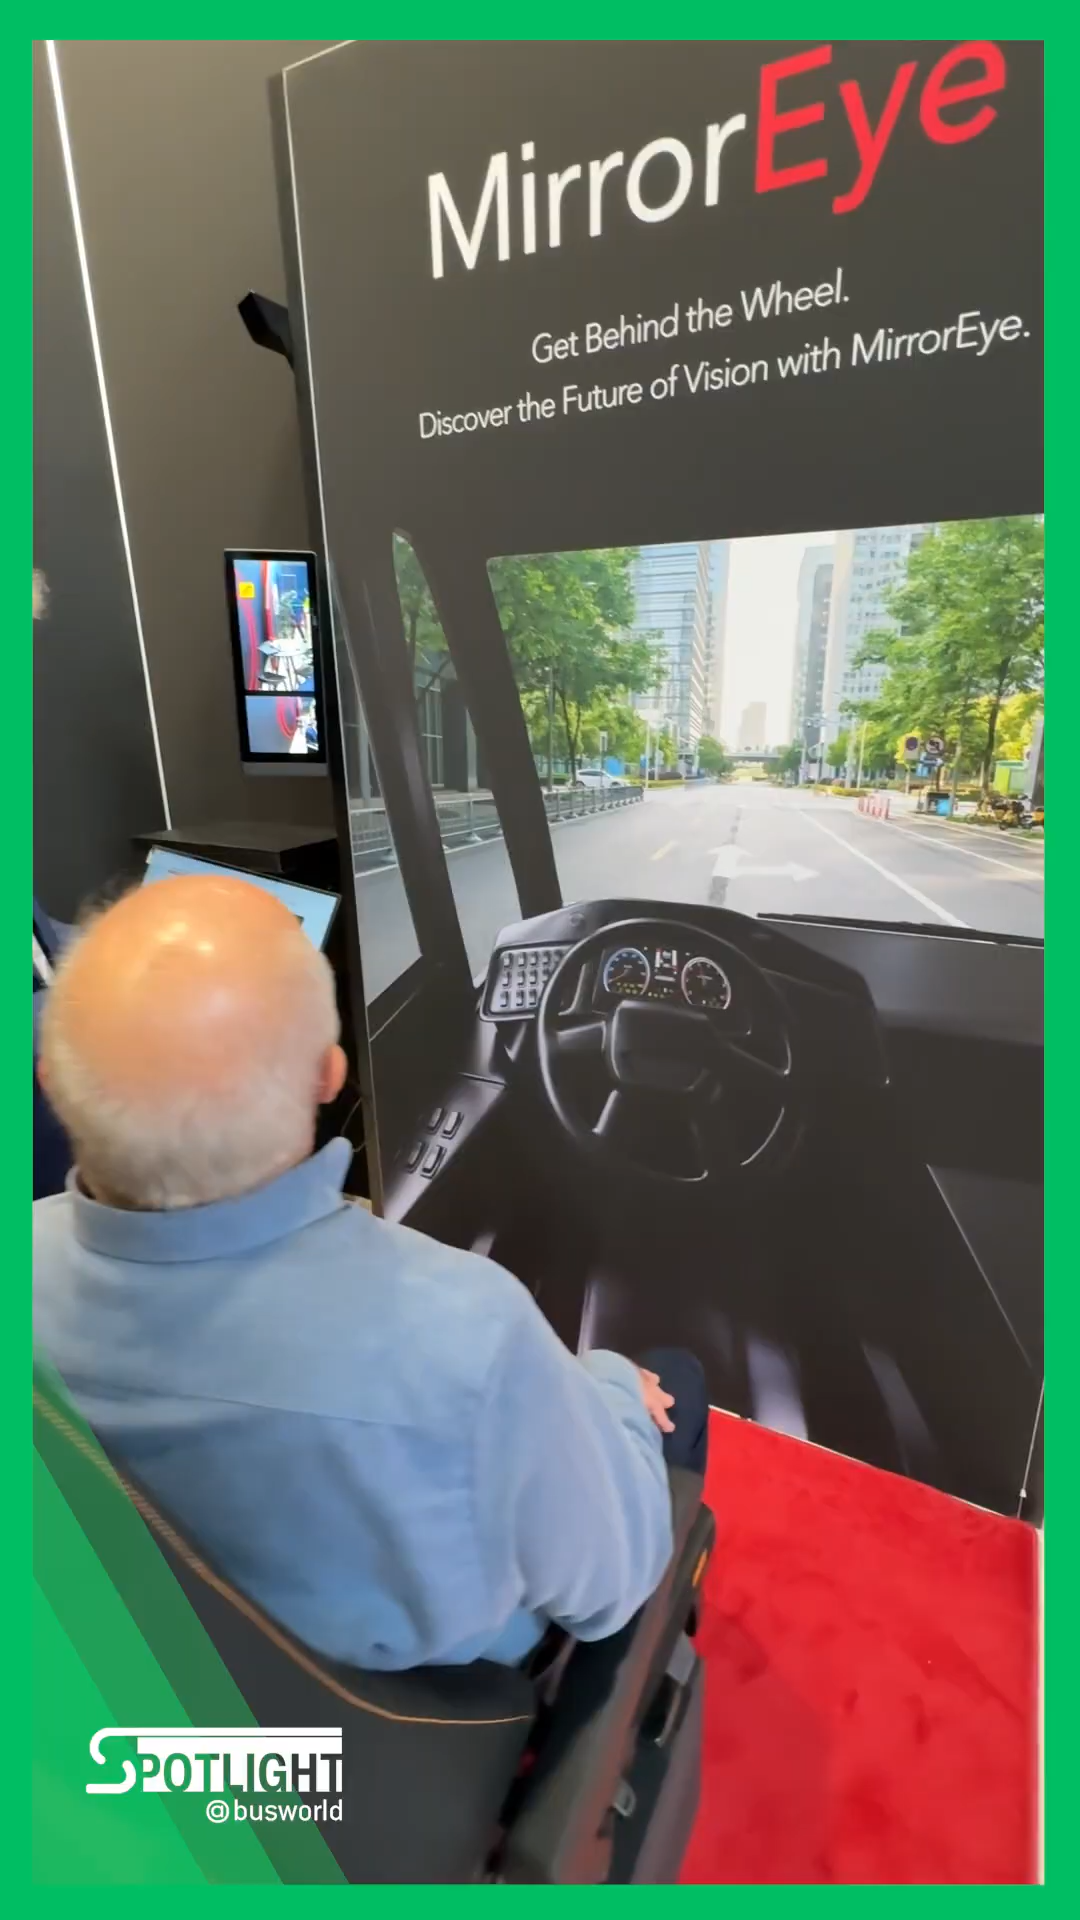 MirrorEye
Get Behind the Wheel.
Discover the Future of Vision with MirrorEye.
SPOTLIGHT
@busworld